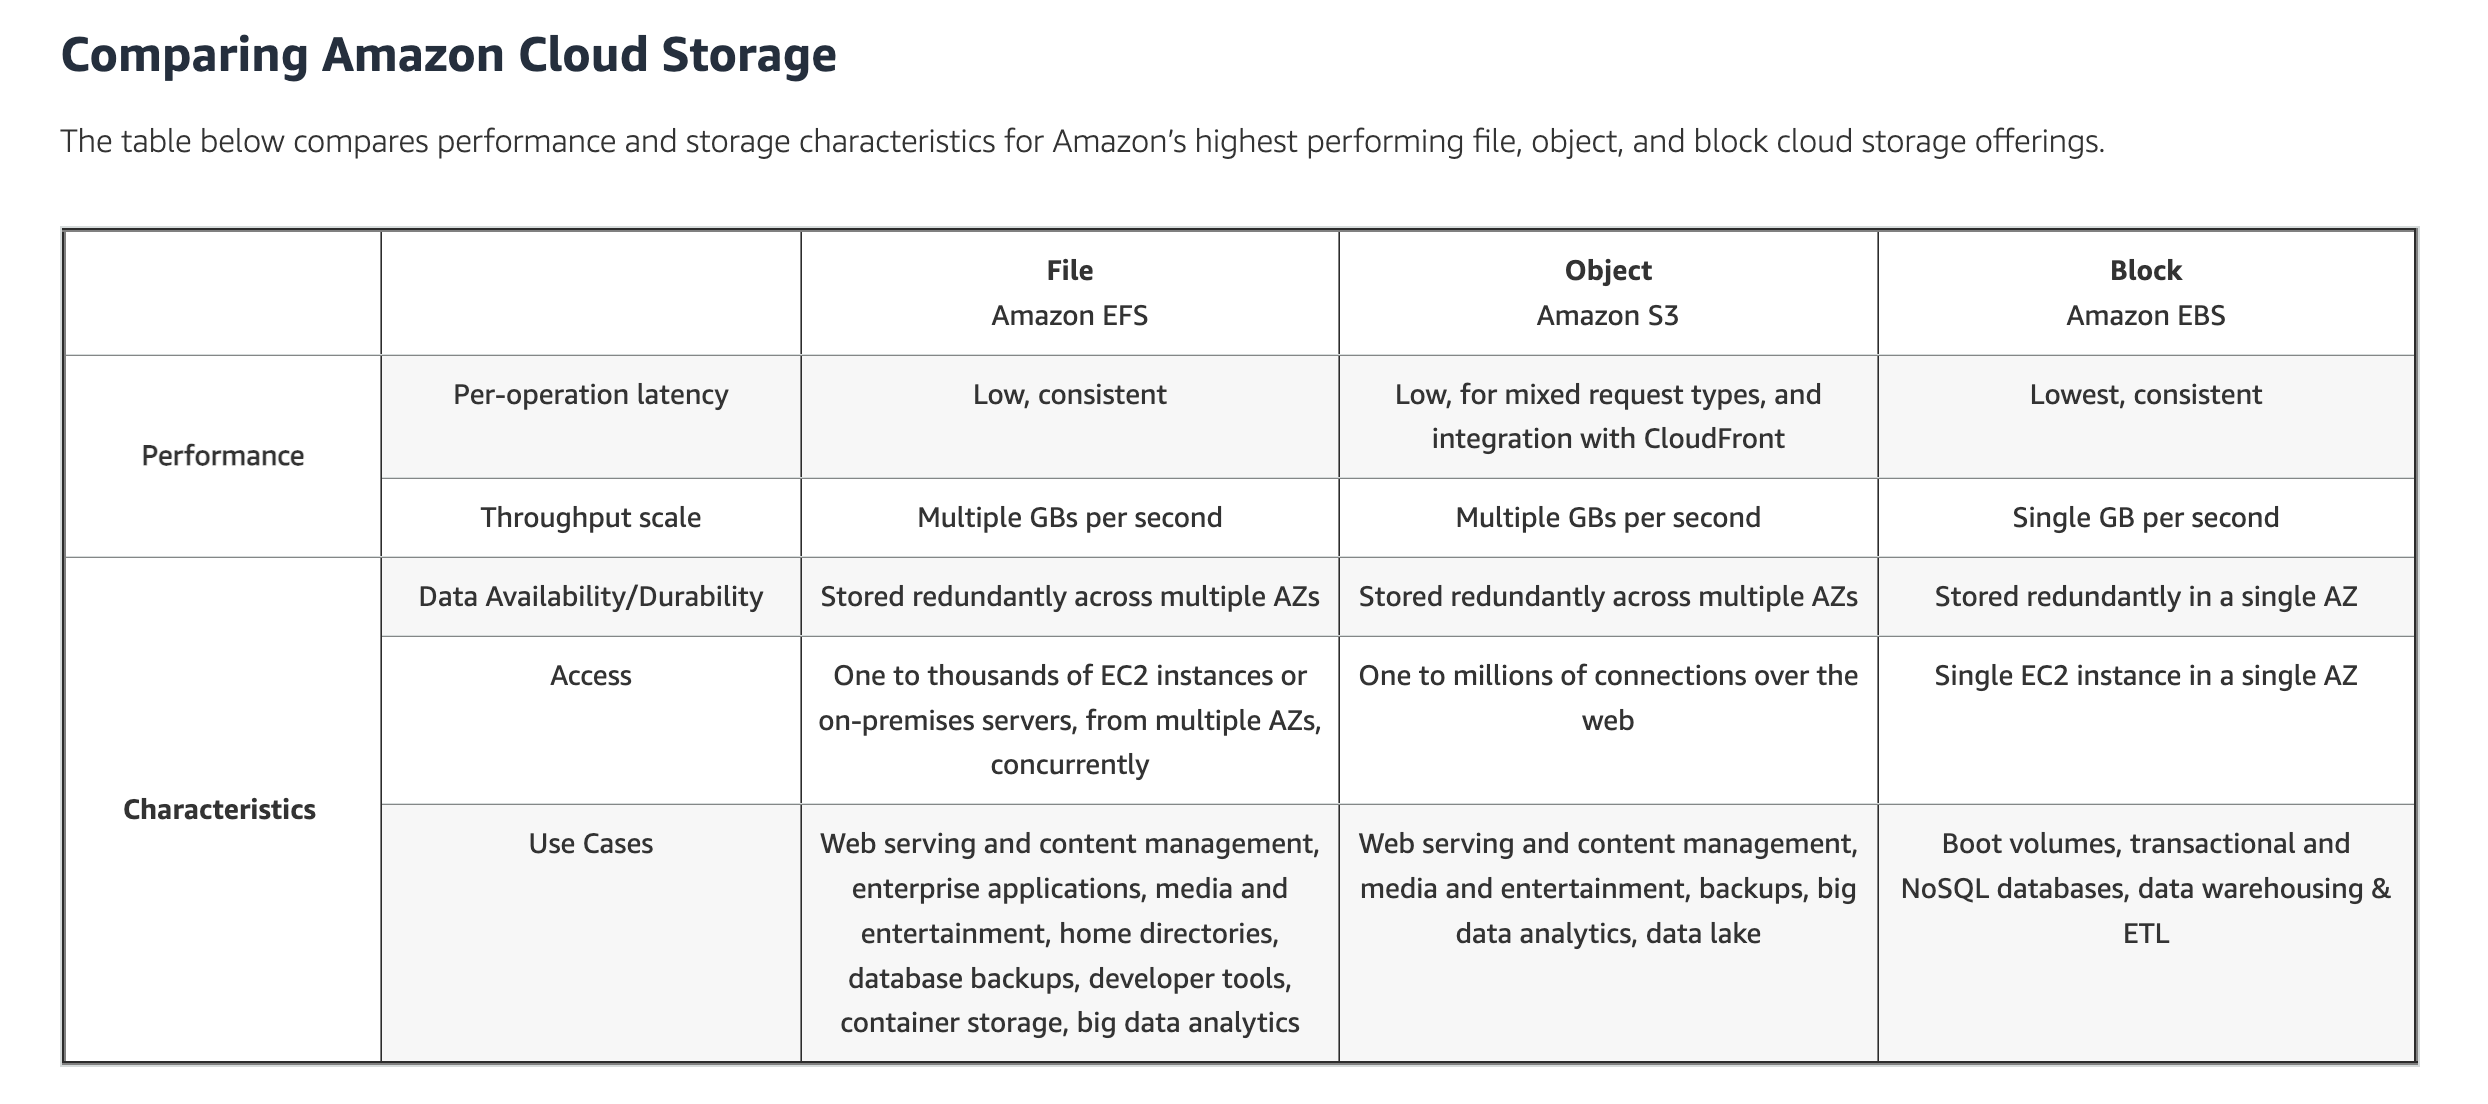 Comparing Amazon Cloud Storage
The table below compares performance and storage characteristics for Amazon’s highest performing file, object, and block cloud storage offerings.
File
Amazon EFS
Object
Amazon S3
Block
Amazon EBS
Performance
Per-operation latency
Low, consistent
Low, for mixed request types, and
integration with CloudFront
Lowest, consistent
Throughput scale
Multiple GBs per second
Multiple GBs per second
Single GB per second
Characteristics
Data Availability/Durability
Stored redundantly across multiple AZs
Stored redundantly across multiple AZs
Stored redundantly in a single AZ
Access
One to thousands of EC2 instances or
on-premises servers, from multiple AZs,
concurrently
One to millions of connections over the
web
Single EC2 instance in a single AZ
Use Cases
Web serving and content management,
enterprise applications, media and
entertainment, home directories,
database backups, developer tools,
container storage, big data analytics
Web serving and content management,
media and entertainment, backups, big
data analytics, data lake
Boot volumes, transactional and
NoSQL databases, data warehousing &
ETL